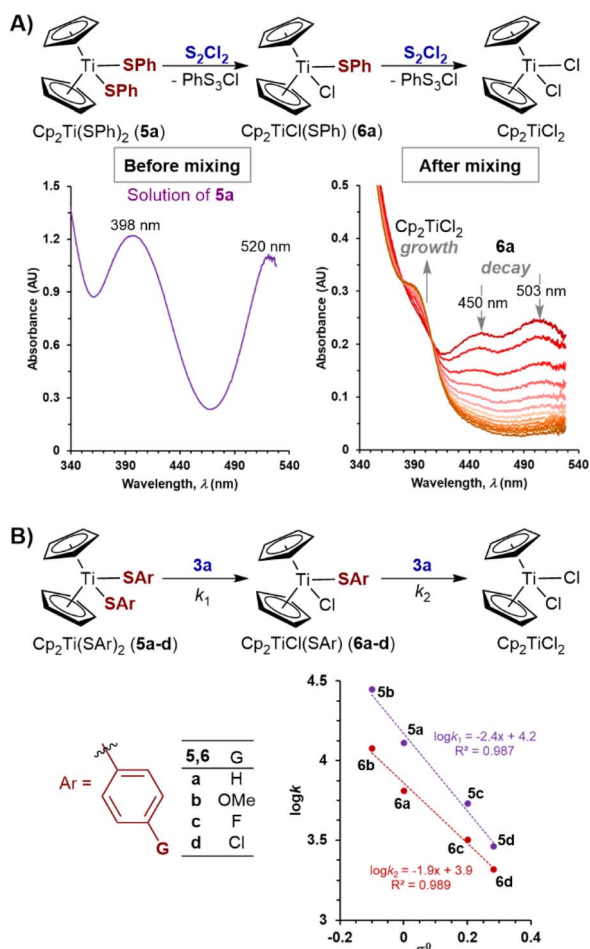 A)
Ti SPh SPh
S2Cl2
- PhS3Cl
Ti SPh Cl
S2Cl2
- PhS3Cl
Ti Cl Cl
Cp2Ti(SPh)2 (5a)
Cp2TiCl(SPh) (6a)
Cp2TiCl2
Before mixing
Solution of 5a
398 nm
520 nm
Absorbance (AU)
1.5
1.2
0.9
0.6
0.3
0
340 390 440 490 540
Wavelength, λ (nm)
After mixing
Cp2TiCl2
growth
6a
decay
450 nm
503 nm
Absorbance (AU)
0.5
0.4
0.3
0.2
0.1
0
340 390 440 490 540
Wavelength, λ (nm)
B)
Ti SAr SAr
3a
k1
Ti SAr Cl
3a
k2
Ti Cl Cl
Cp2Ti(SAr)2 (5a-d)
Cp2TiCl(SAr) (6a-d)
Cp2TiCl2
Ar =
G
5,6 G
a H
b OMe
c F
d Cl
logk
4.5
4
3.5
3
5b
5a
5c
5d
6b
6a
6c
6d
logk1 = -2.4x + 4.2
R² = 0.987
logk2 = -1.9x + 3.9
R² = 0.989
-0.2 0 0.2 0.4